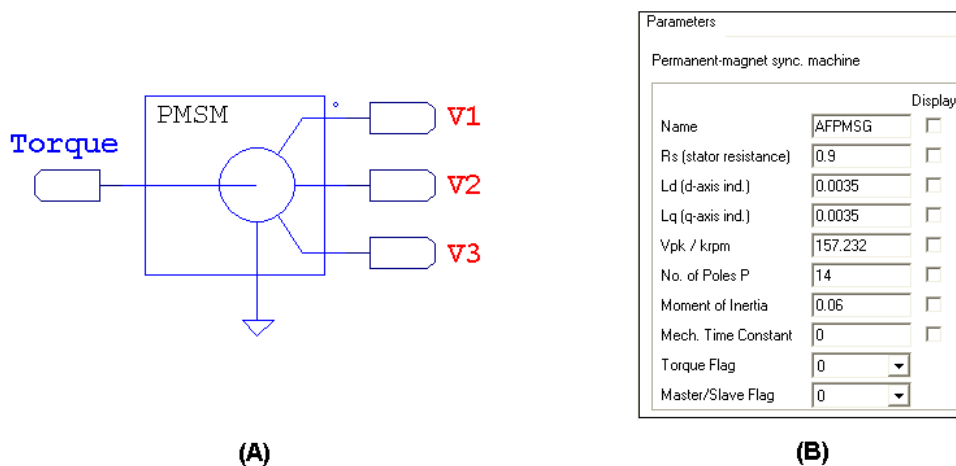 PMSM
Torque
V1
V2
V3
(A)
Parameters
Permanent-magnet sync. machine
Display
Name AFPMSG
Rs (stator resistance) 0.9
Ld (d-axis ind.) 0.0035
Lq (q-axis ind.) 0.0035
Vpk / krpm 157.232
No. of Poles P 14
Moment of Inertia 0.06
Mech. Time Constant 0
Torque Flag 0
Master/Slave Flag 0
(B)